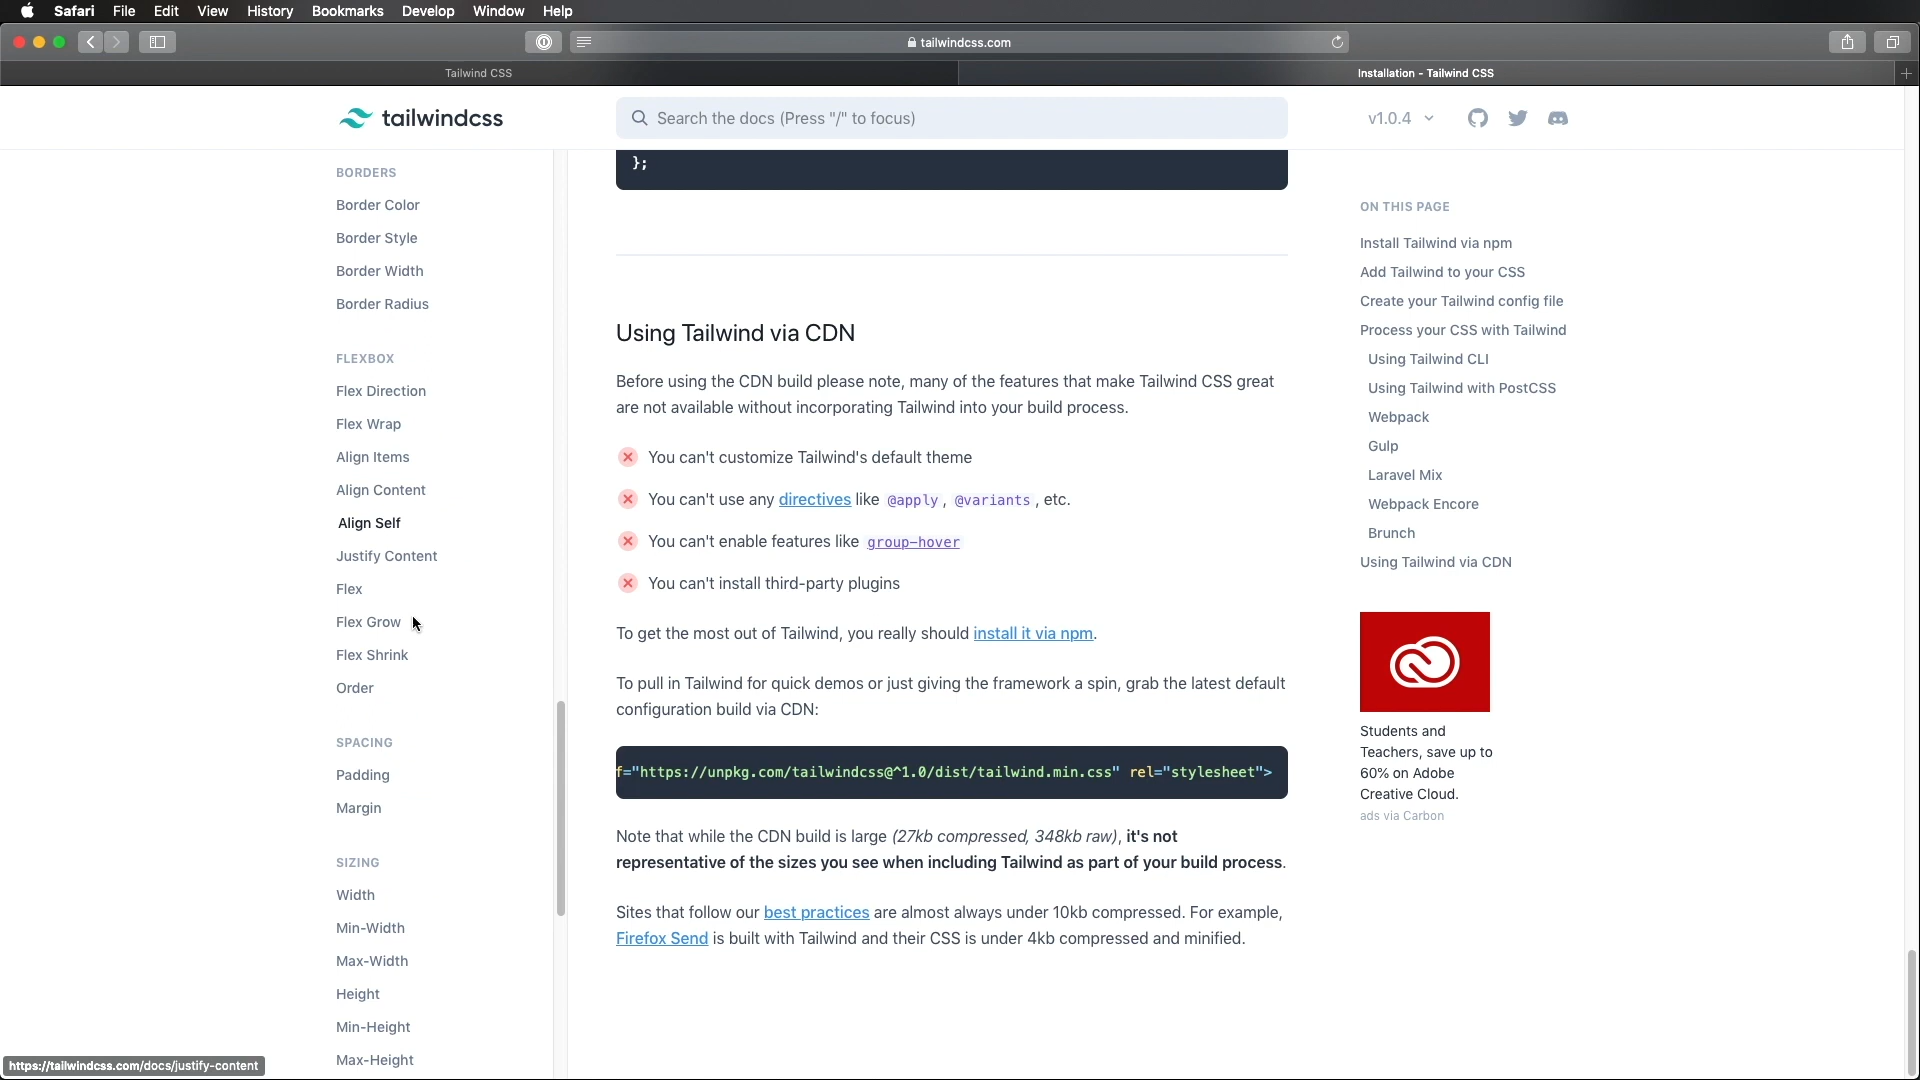 Safari File Edit View History Bookmarks Develop Window Help
tailwindcss.com
Tailwind CSS
Installation - Tailwind CSS
tailwindcss
Search the docs (Press "/" to focus)
v1.0.4
BORDERS
Border Color
Border Style
Border Width
Border Radius
FLEXBOX
Flex Direction
Flex Wrap
Align Items
Align Content
Align Self
Justify Content
Flex
Flex Grow
Flex Shrink
Order
SPACING
Padding
Margin
SIZING
Width
Min-Width
Max-Width
Height
Min-Height
Max-Height
https://tailwindcss.com/docs/justify-content
};
Using Tailwind via CDN
Before using the CDN build please note, many of the features that make Tailwind CSS great
are not available without incorporating Tailwind into your build process.
You can't customize Tailwind's default theme
You can't use any directives like @apply, @variants, etc.
You can't enable features like group-hover
You can't install third-party plugins
To get the most out of Tailwind, you really should install it via npm.
To pull in Tailwind for quick demos or just giving the framework a spin, grab the latest default
configuration build via CDN:
f="https://unpkg.com/tailwindcss@^1.0/dist/tailwind.min.css" rel="stylesheet">
Note that while the CDN build is large (27kb compressed, 348kb raw), it's not
representative of the sizes you see when including Tailwind as part of your build process.
Sites that follow our best practices are almost always under 10kb compressed. For example,
Firefox Send is built with Tailwind and their CSS is under 4kb compressed and minified.
ON THIS PAGE
Install Tailwind via npm
Add Tailwind to your CSS
Create your Tailwind config file
Process your CSS with Tailwind
Using Tailwind CLI
Using Tailwind with PostCSS
Webpack
Gulp
Laravel Mix
Webpack Encore
Brunch
Using Tailwind via CDN
Students and
Teachers, save up to
60% on Adobe
Creative Cloud.
ads via Carbon